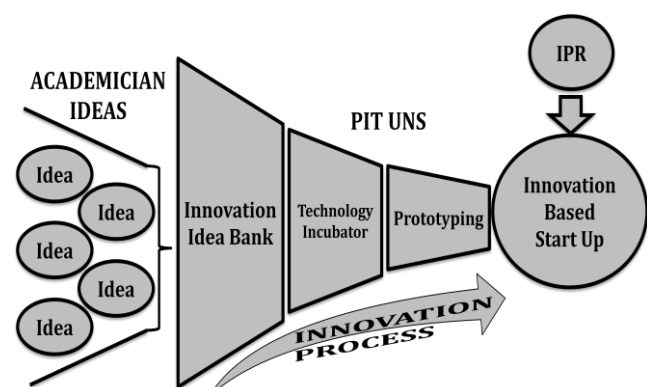 ACADEMICIAN
IDEAS
Idea
Idea
Idea
Idea
Idea
Innovation
Idea Bank
PIT UNS
Technology
Incubator
Prototyping
IPR
Innovation
Based
Start Up
INNOVATION
PROCESS